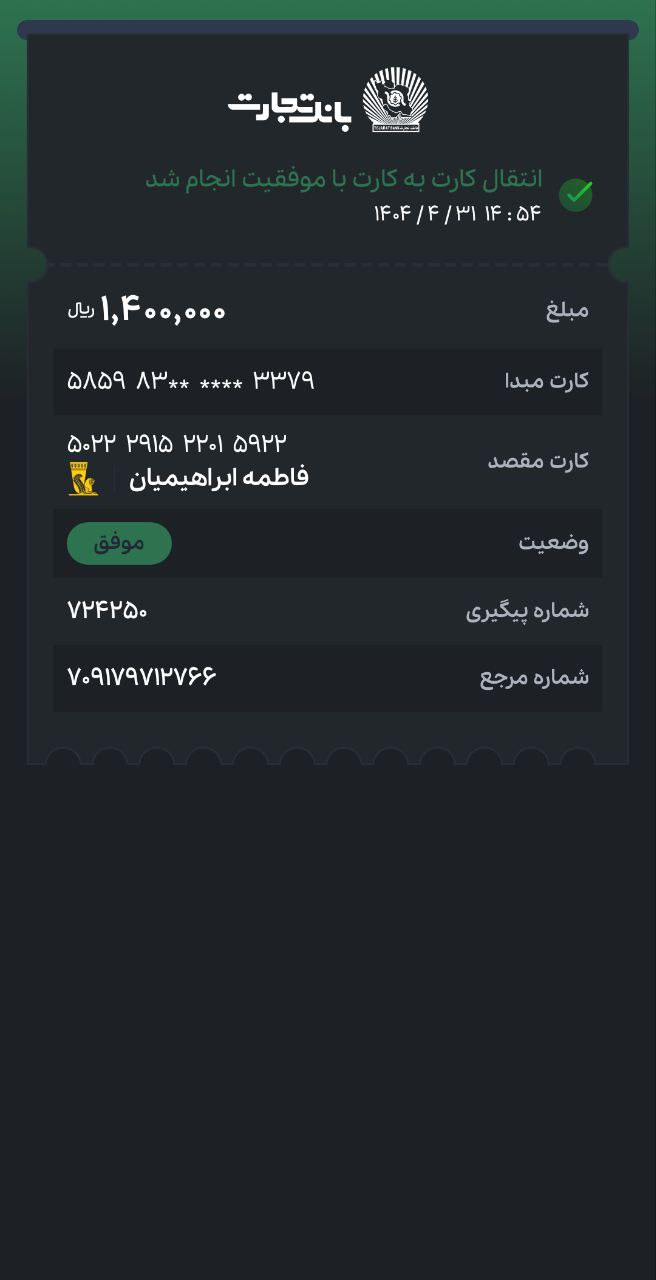 بانک تجارت
انتقال کارت به کارت با موفقیت انجام شد
۱۴۰۴ / ۴ / ۳۱ ۱۴ : ۵۴
مبلغ ۱,۴۰۰,۰۰۰ ریال
کارت مبدا ۵۸۵۹ ۸۳** **** ۳۳۷۹
کارت مقصد ۵۰۲۲ ۲۹۱۵ ۲۲۰۱ ۵۹۲۲
فاطمه ابراهیمیان
وضعیت موفق
شماره پیگیری ۷۲۴۲۵۰
شماره مرجع ۷۰۹۱۷۹۷۱۲۷۶۶